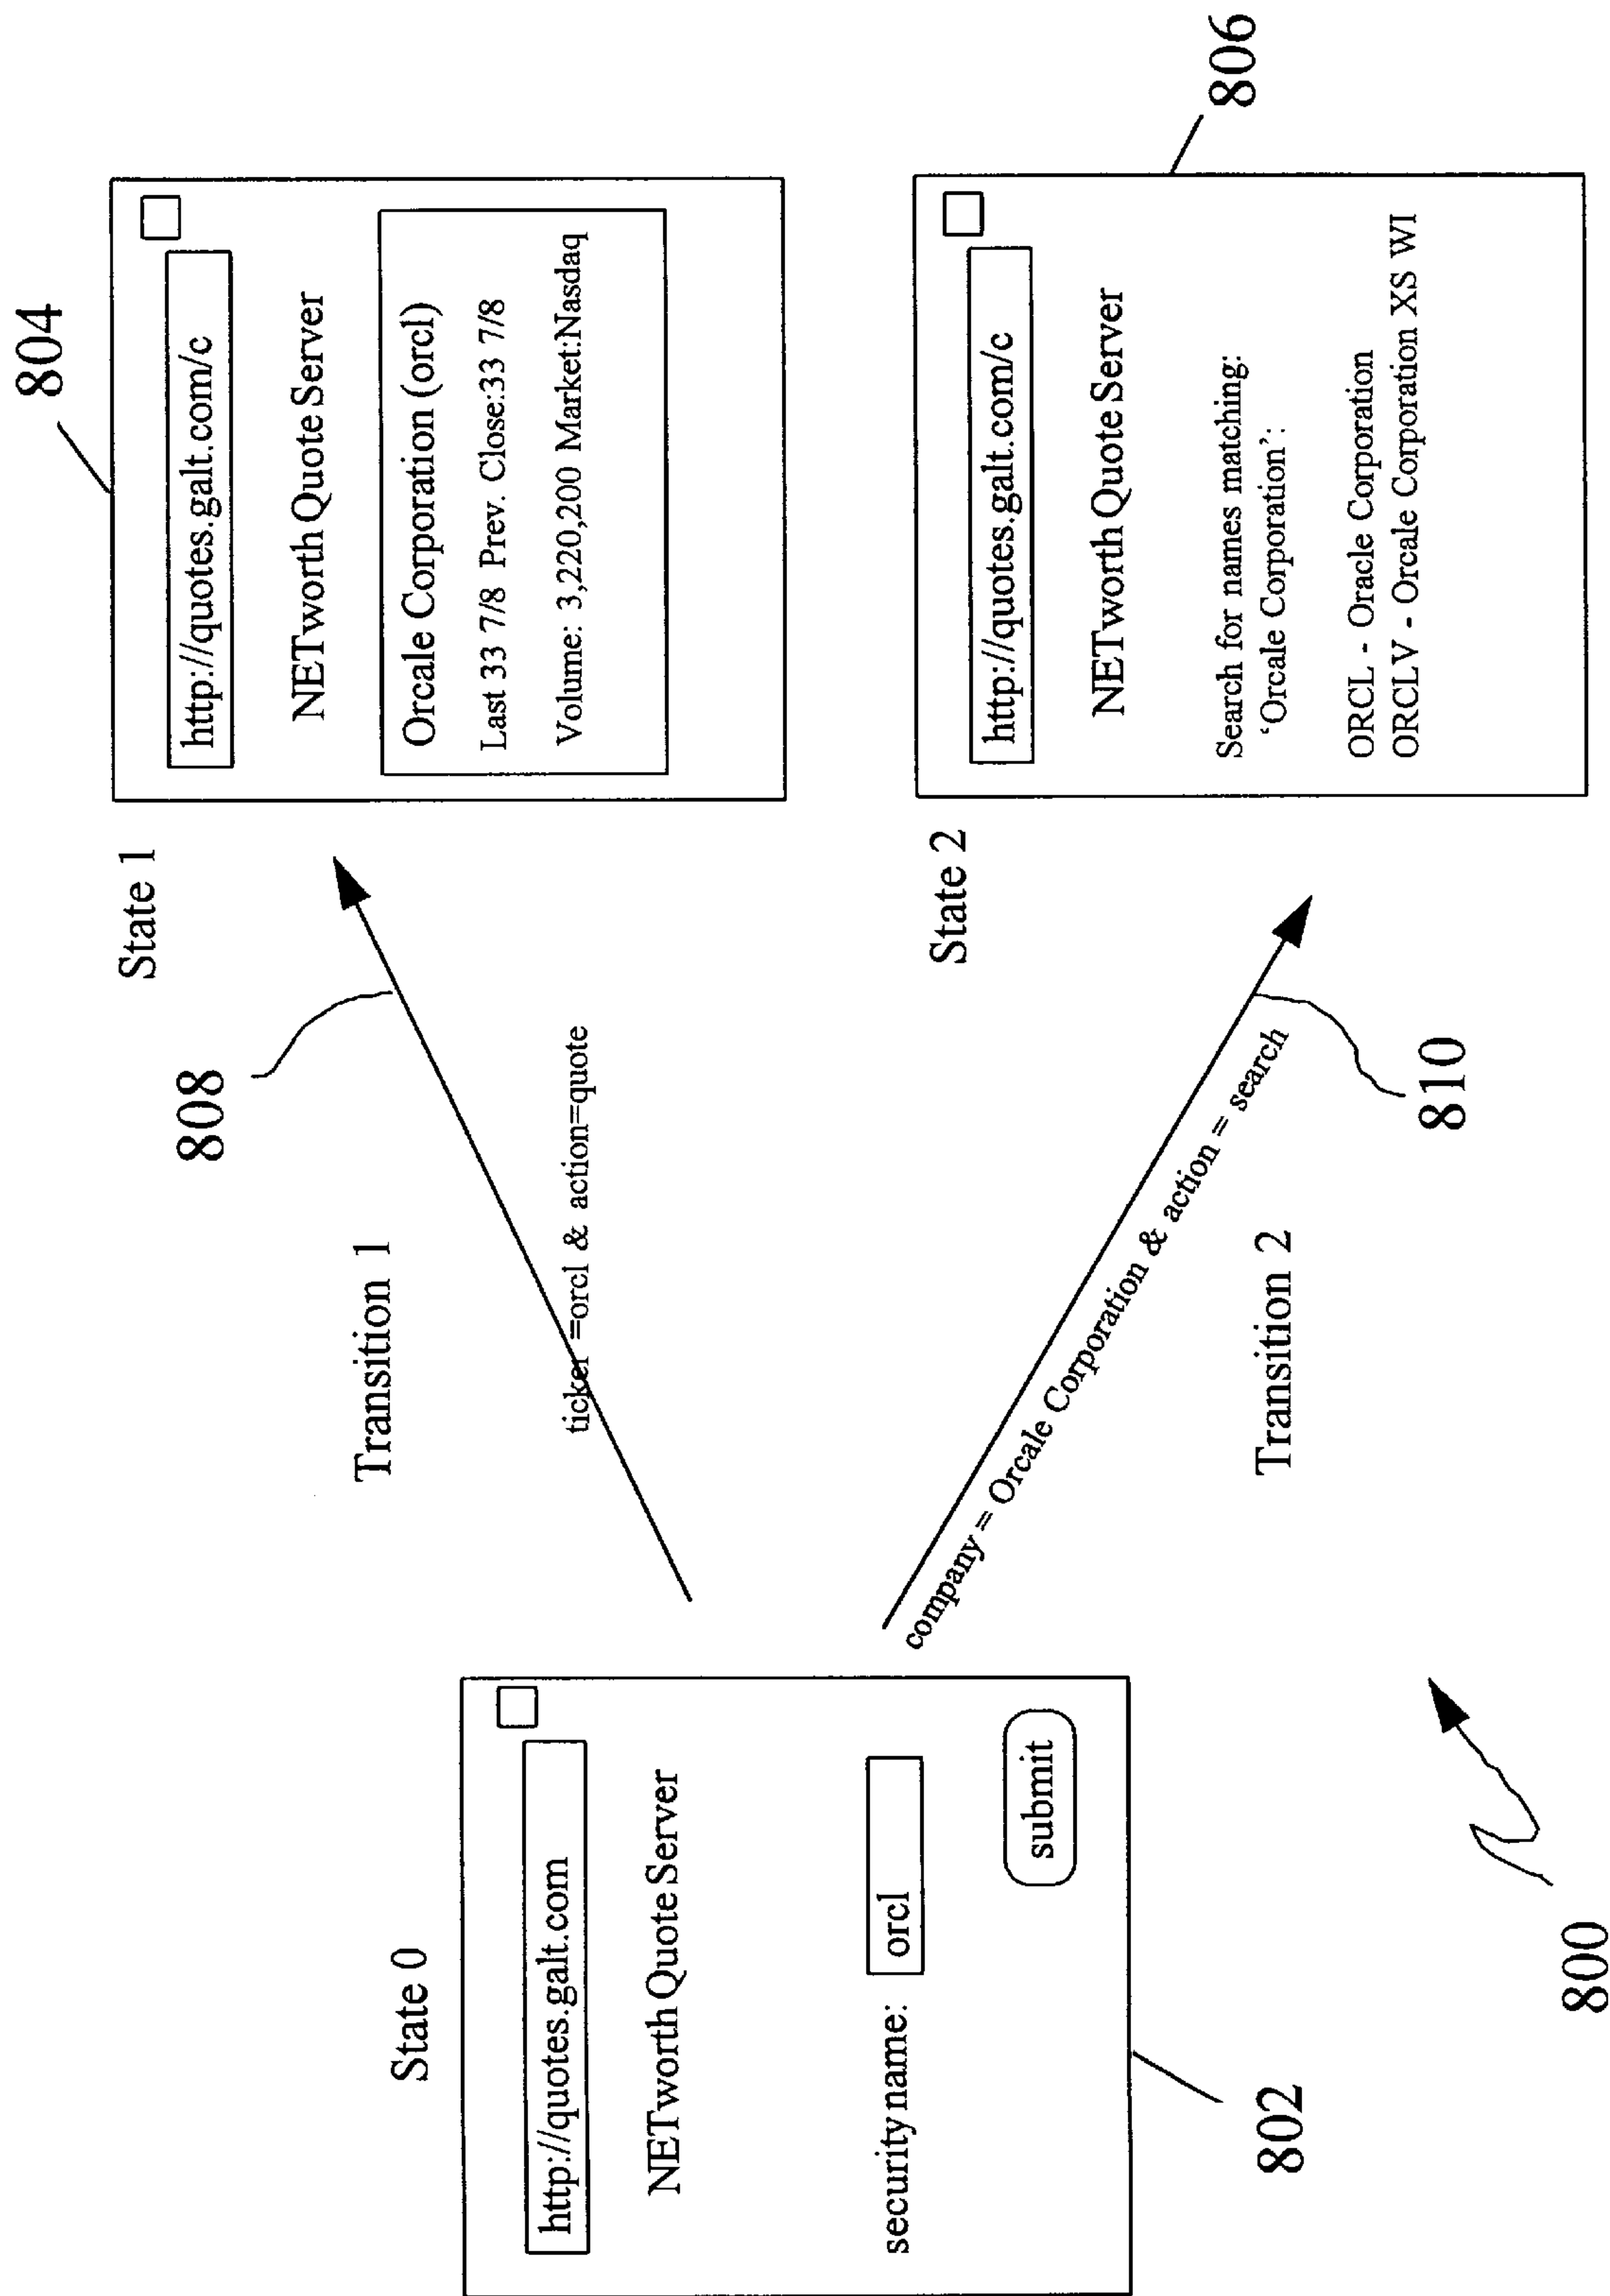 State 0
http://quotes.galt.com
NETworth Quote Server
security name:
orcl
submit
802
800
Transition 1
808
ticker =orcl & action=quote
company = Orcale Corporation & action = search
Transition 2
810
State 1
804
http://quotes.galt.com/c
NETworth Quote Server
Orcale Corporation (orcl)
Last 33 7/8 Prev. Close:33 7/8
Volume: 3,220,200 Market:Nasdaq
State 2
806
http://quotes.galt.com/c
NETworth Quote Server
Search for names matching:
‘Orcale Corporation’:
ORCL - Oracle Corporation
ORCLV - Orcale Corporation XS WI